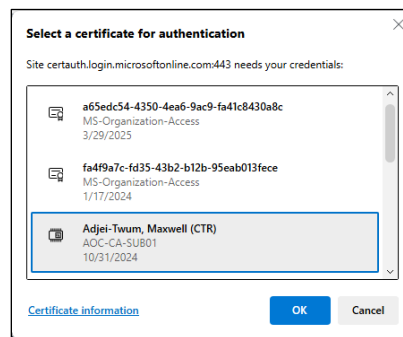 Select a certificate for authentication
Site certauth.login.microsoftonline.com:443 needs your credentials:
a65edc54-4350-4ea6-9ac9-fa41c8430a8c
MS-Organization-Access
3/29/2025
fa4f9a7c-fd35-43b2-b12b-95eab013fece
MS-Organization-Access
1/17/2024
Adjei-Twum, Maxwell (CTR)
AOC-CA-SUB01
10/31/2024
Certificate information
OK
Cancel